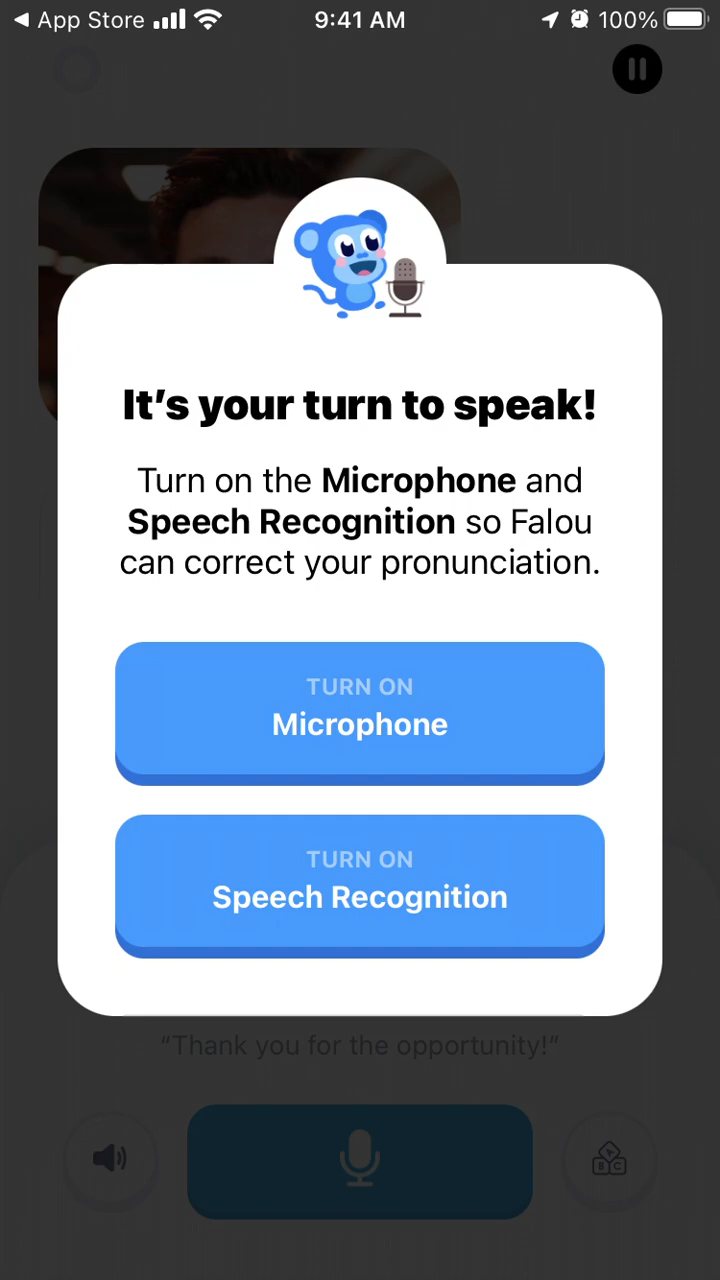 App Store 9:41 AM 100%
It's your turn to speak!
Turn on the Microphone and
Speech Recognition so Falou
can correct your pronunciation.
TURN ON
Microphone
TURN ON
Speech Recognition
“Thank you for the opportunity!”
A
B C